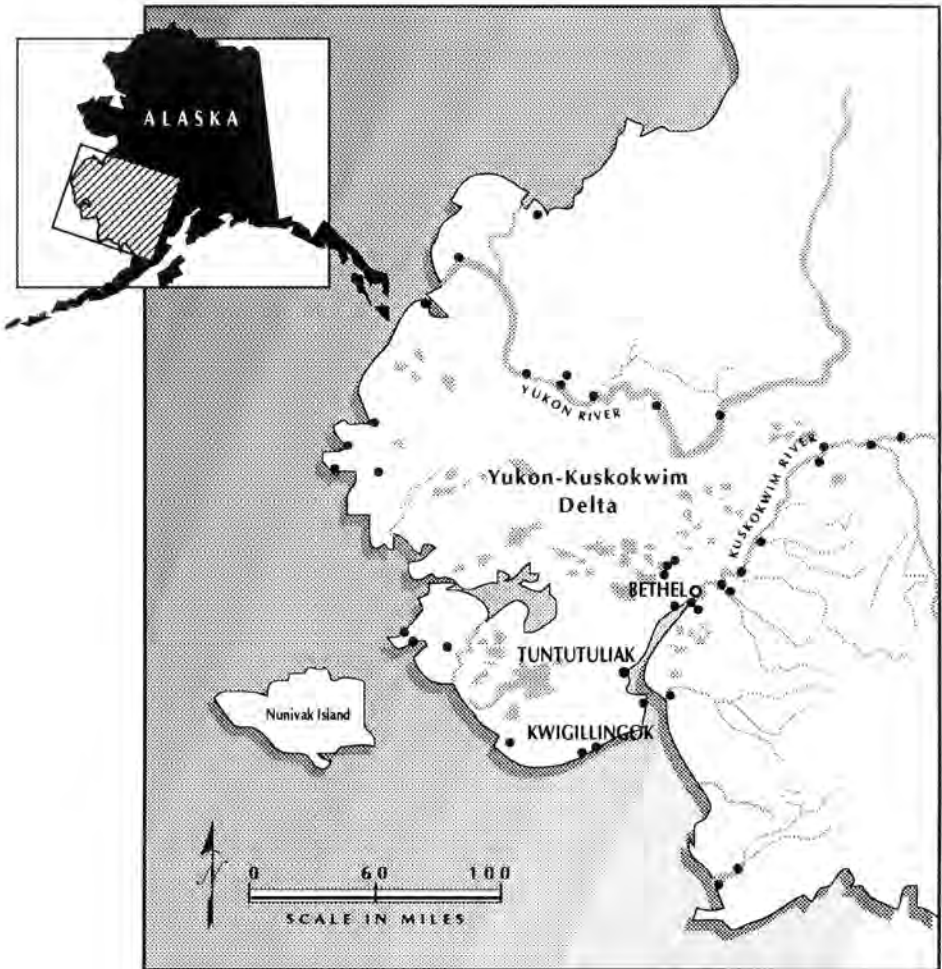 ALASKA
YUKON RIVER
KUSKOKWIM RIVER
Yukon-Kuskokwim
Delta
BETHEL
TUNTUTULIAK
Nunivak Island
KWIGILLINGOK
N
0 60 100
SCALE IN MILES